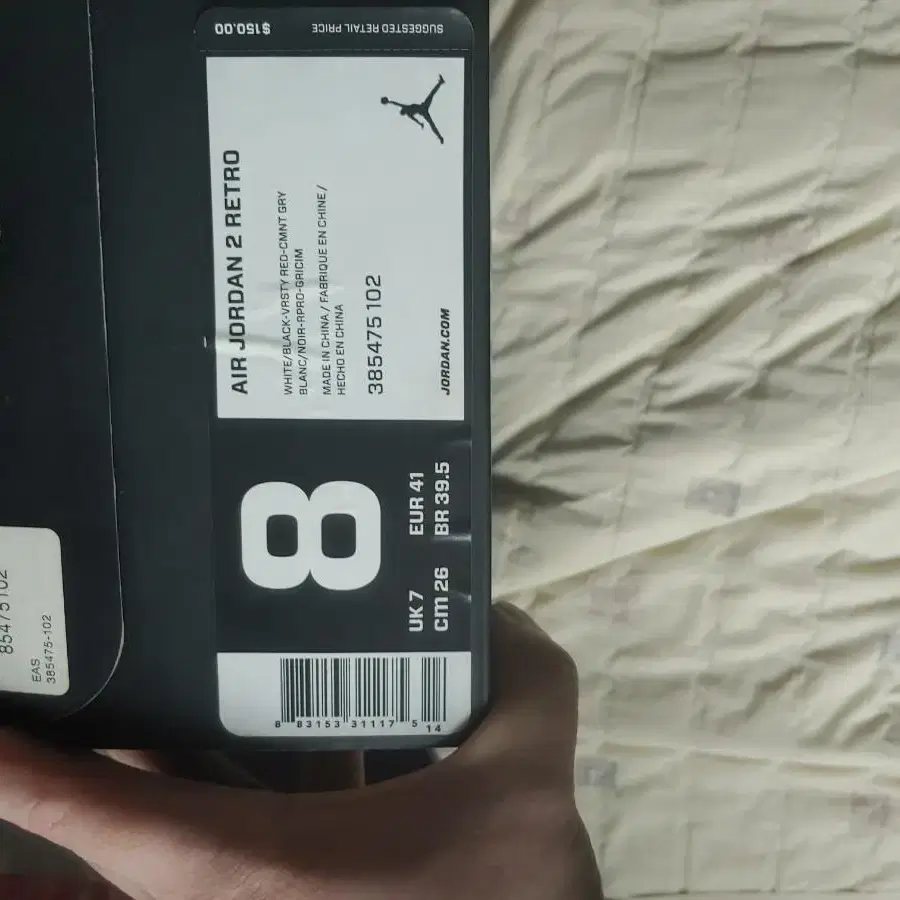 SUGGESTED RETAIL PRICE $150.00
AIR JORDAN 2 RETRO
WHITE/BLACK-VRSTY RED-CMNT GRY
BLANC/NOIR-RPRO-GRICIM
MADE IN CHINA / FABRIQUE EN CHINE /
HECHO EN CHINA
385475 102
JORDAN.COM
8
UK 7 EUR 41
cm 26 BR 39.5
8 83153 31117 5 14
85475102
EAS
385475-102